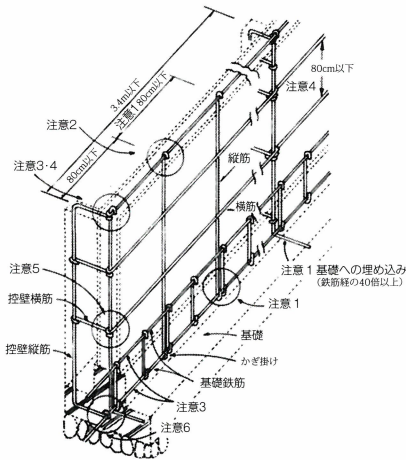 3.4m以下
注意1 80cm以下
80cm以下
注意2
注意3・4
80cm以下
注意4
縦筋
横筋
注意5
控壁横筋
控壁縦筋
注意1 基礎への埋め込み
(鉄筋経の40倍以上)
注意1
基礎
かぎ掛け
基礎鉄筋
注意3
注意6